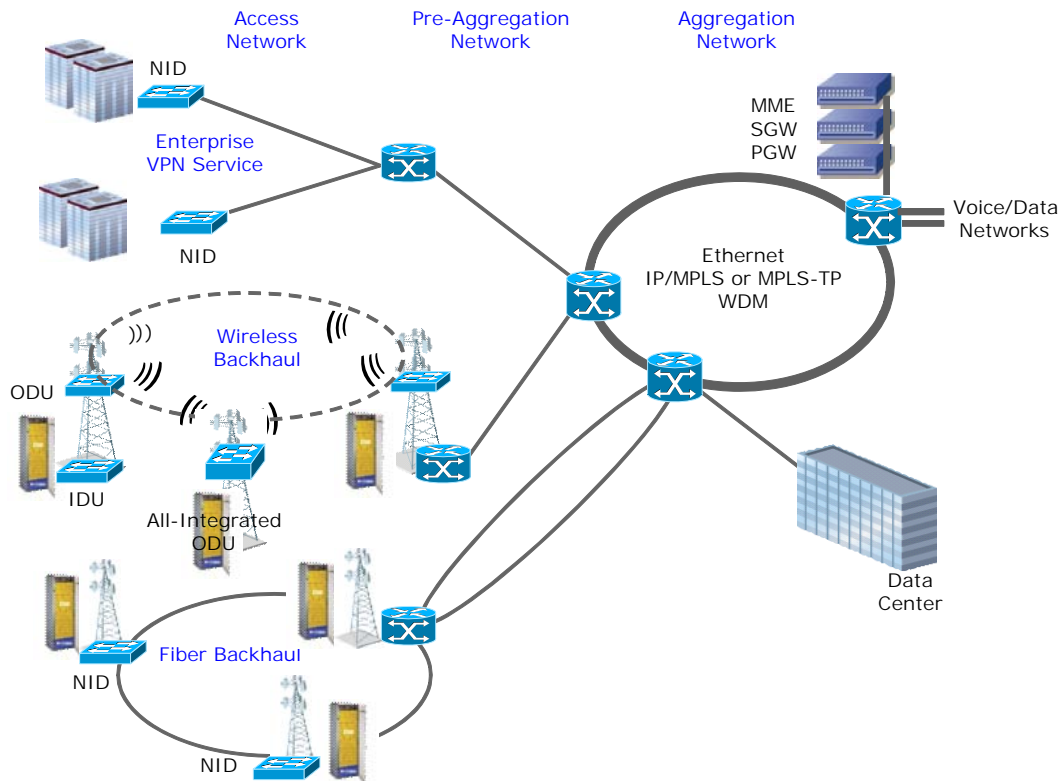 Access
Network
Pre-Aggregation
Network
Aggregation
Network
NID
MME
SGW
PGW
Enterprise
VPN Service
Voice/Data
Networks
NID
Ethernet
IP/MPLS or MPLS-TP
WDM
Wireless
Backhaul
ODU
IDU
All-Integrated
ODU
Data
Center
Fiber Backhaul
NID
NID